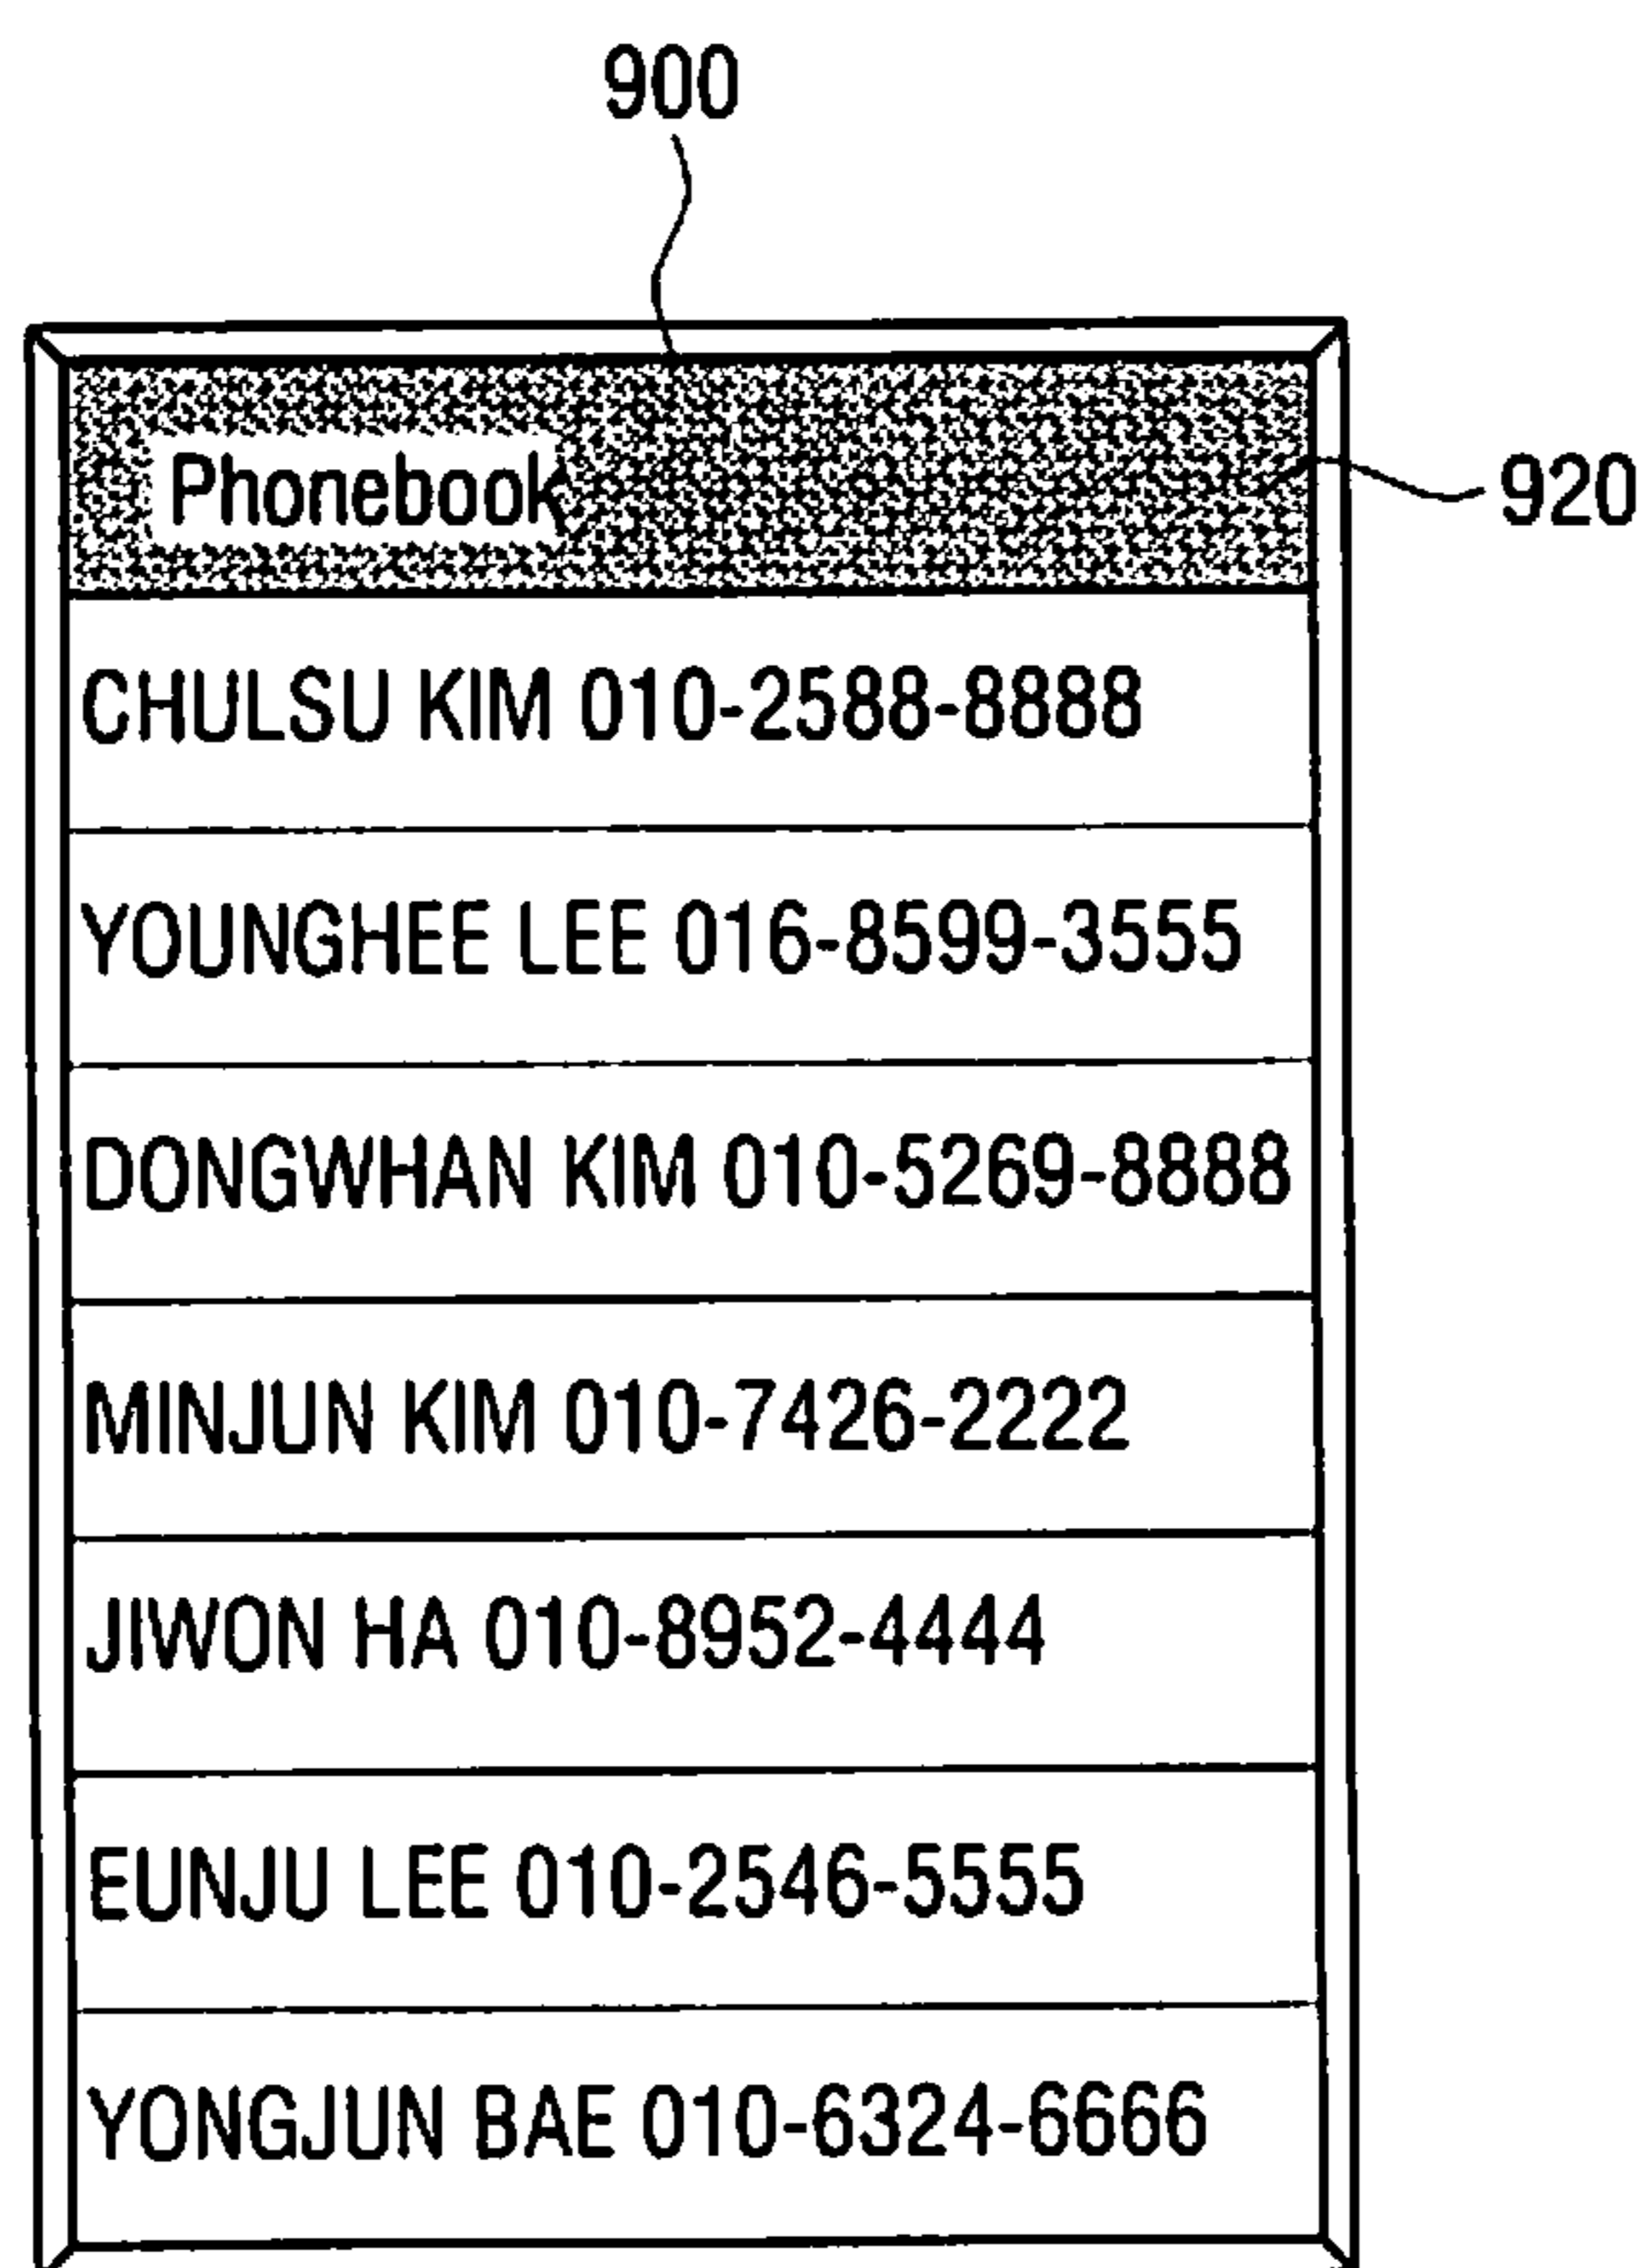 900
Phonebook
920
CHULSU KIM 010-2588-8888
YOUNGHEE LEE 016-8599-3555
DONGWHAN KIM 010-5269-8888
MINJUN KIM 010-7426-2222
JIWON HA 010-8952-4444
EUNJU LEE 010-2546-5555
YONGJUN BAE 010-6324-6666